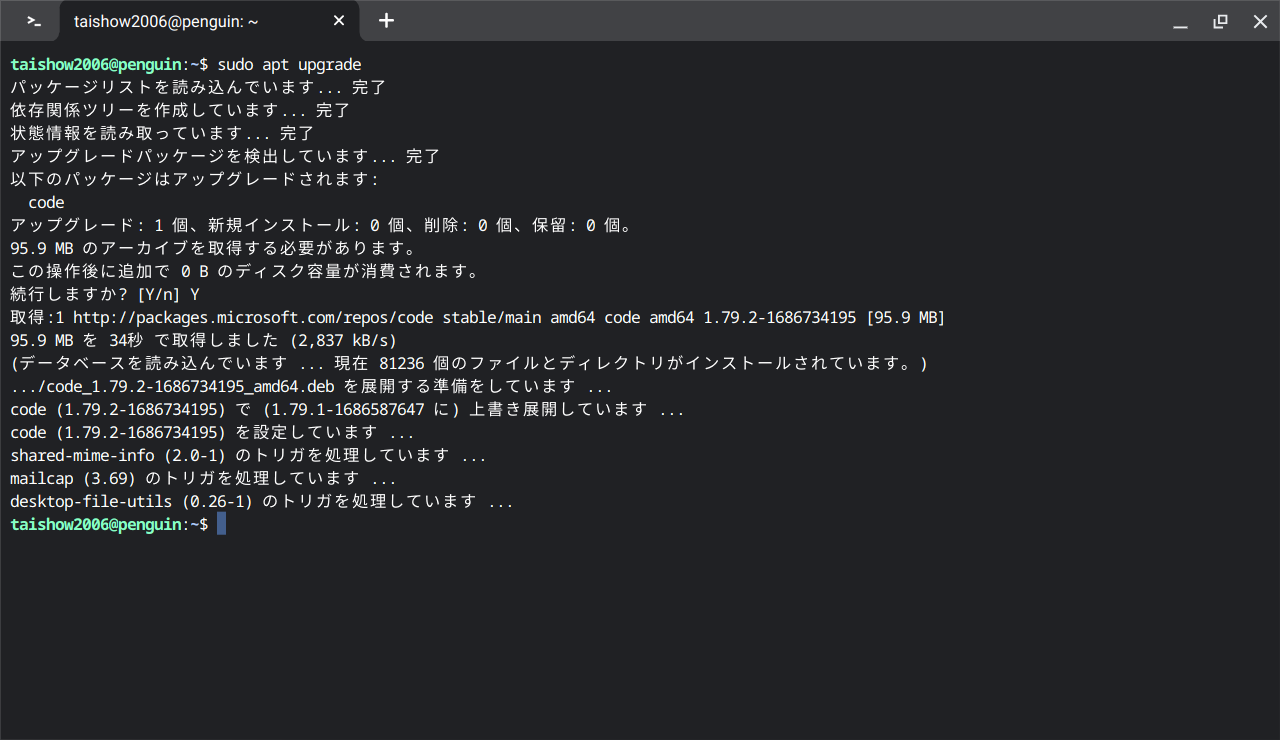 taishow2006@penguin: ~
taishow2006@penguin:~$ sudo apt upgrade
パッケージリストを読み込んでいます... 完了
依存関係ツリーを作成しています... 完了
状態情報を読み取っています... 完了
アップグレードパッケージを検出しています... 完了
以下のパッケージはアップグレードされます:
  code
アップグレード: 1 個、新規インストール: 0 個、削除: 0 個、保留: 0 個。
95.9 MB のアーカイブを取得する必要があります。
この操作後に追加で 0 B のディスク容量が消費されます。
続行しますか? [Y/n] Y
取得:1 http://packages.microsoft.com/repos/code stable/main amd64 code amd64 1.79.2-1686734195 [95.9 MB]
95.9 MB を 34秒 で取得しました (2,837 kB/s)
(データベースを読み込んでいます ... 現在 81236 個のファイルとディレクトリがインストールされています。)
.../code_1.79.2-1686734195_amd64.deb を展開する準備をしています ...
code (1.79.2-1686734195) で (1.79.1-1686587647 に) 上書き展開しています ...
code (1.79.2-1686734195) を設定しています ...
shared-mime-info (2.0-1) のトリガを処理しています ...
mailcap (3.69) のトリガを処理しています ...
desktop-file-utils (0.26-1) のトリガを処理しています ...
taishow2006@penguin:~$